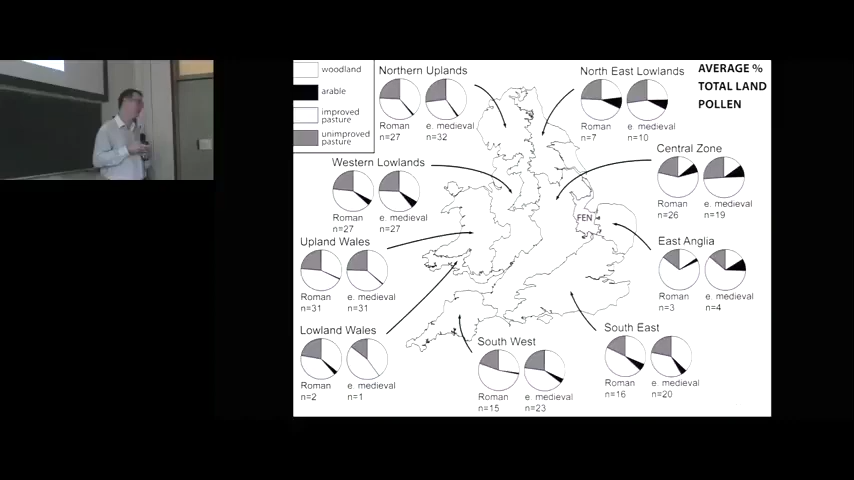 woodland
arable
improved
pasture
unimproved
pasture
Northern Uplands
Roman
n=27
e. medieval
n=32
North East Lowlands
Roman
n=7
e. medieval
n=10
AVERAGE %
TOTAL LAND
POLLEN
Western Lowlands
Roman
n=27
e. medieval
n=27
Central Zone
Roman
n=26
e. medieval
n=19
FEN
Upland Wales
Roman
n=31
e. medieval
n=31
East Anglia
Roman
n=3
e. medieval
n=4
Lowland Wales
Roman
n=2
e. medieval
n=1
South West
Roman
n=15
e. medieval
n=23
South East
Roman
n=16
e. medieval
n=20